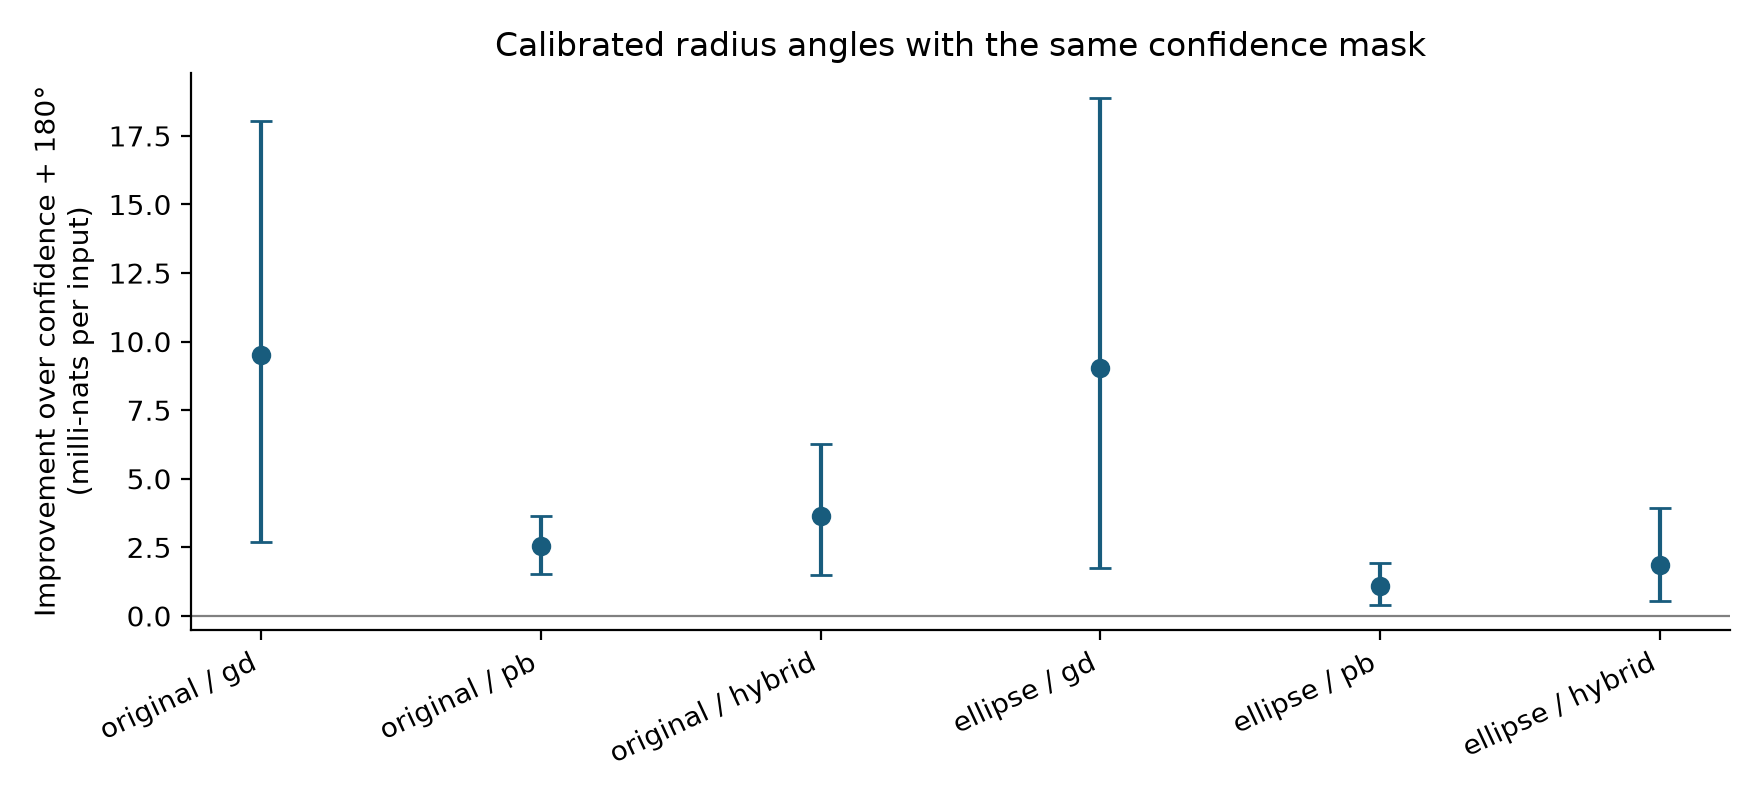 Calibrated radius angles with the same confidence mask
Improvement over confidence + 180°
(milli-nats per input)
17.5
15.0
12.5
10.0
7.5
5.0
2.5
0.0
original / gd
original / pb
original / hybrid
ellipse / gd
ellipse / pb
ellipse / hybrid